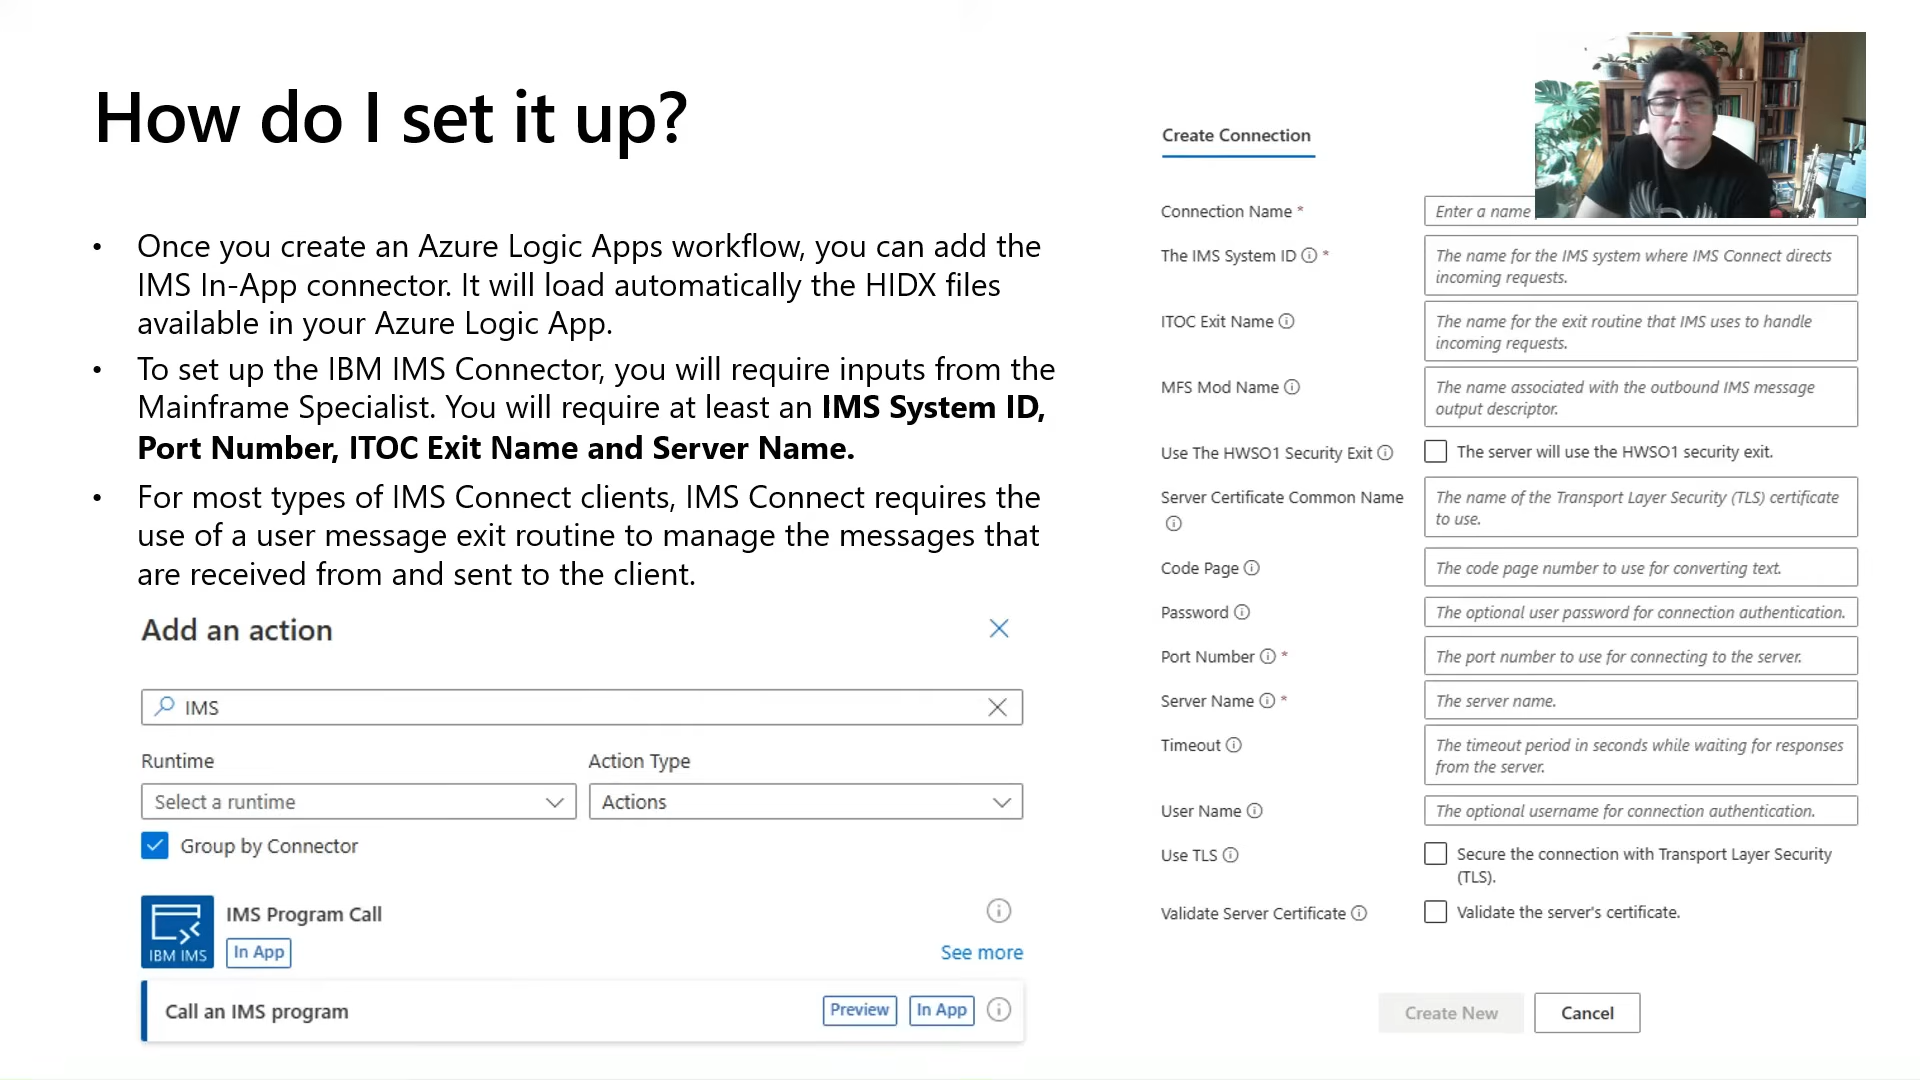 How do I set it up?
• Once you create an Azure Logic Apps workflow, you can add the
IMS In-App connector. It will load automatically the HIDX files
available in your Azure Logic App.
• To set up the IBM IMS Connector, you will require inputs from the
Mainframe Specialist. You will require at least an IMS System ID,
Port Number, ITOC Exit Name and Server Name.
• For most types of IMS Connect clients, IMS Connect requires the
use of a user message exit routine to manage the messages that
are received from and sent to the client.
Add an action
IMS
Runtime
Action Type
Select a runtime
Actions
Group by Connector
IBM IMS
IMS Program Call
In App
See more
Call an IMS program
Preview
In App
Create Connection
Connection Name *
Enter a name
The IMS System ID *
The name for the IMS system where IMS Connect directs
incoming requests.
ITOC Exit Name
The name for the exit routine that IMS uses to handle
incoming requests.
MFS Mod Name
The name associated with the outbound IMS message
output descriptor.
Use The HWSO1 Security Exit
The server will use the HWSO1 security exit.
Server Certificate Common Name
The name of the Transport Layer Security (TLS) certificate
to use.
Code Page
The code page number to use for converting text.
Password
The optional user password for connection authentication.
Port Number *
The port number to use for connecting to the server.
Server Name *
The server name.
Timeout
The timeout period in seconds while waiting for responses
from the server.
User Name
The optional username for connection authentication.
Use TLS
Secure the connection with Transport Layer Security
(TLS).
Validate Server Certificate
Validate the server's certificate.
Create New
Cancel